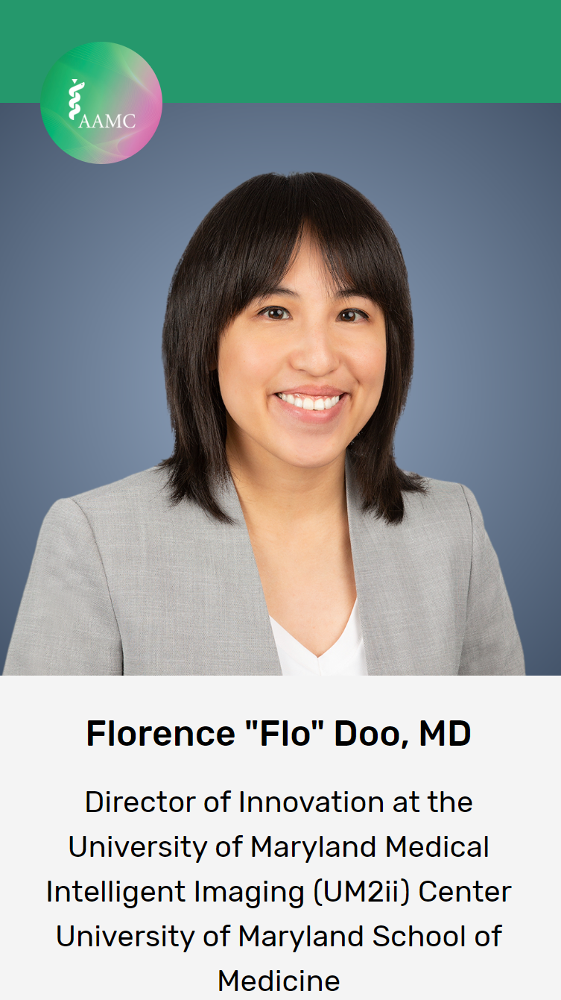 AAMC
Florence "Flo" Doo, MD
Director of Innovation at the
University of Maryland Medical
Intelligent Imaging (UM2ii) Center
University of Maryland School of
Medicine